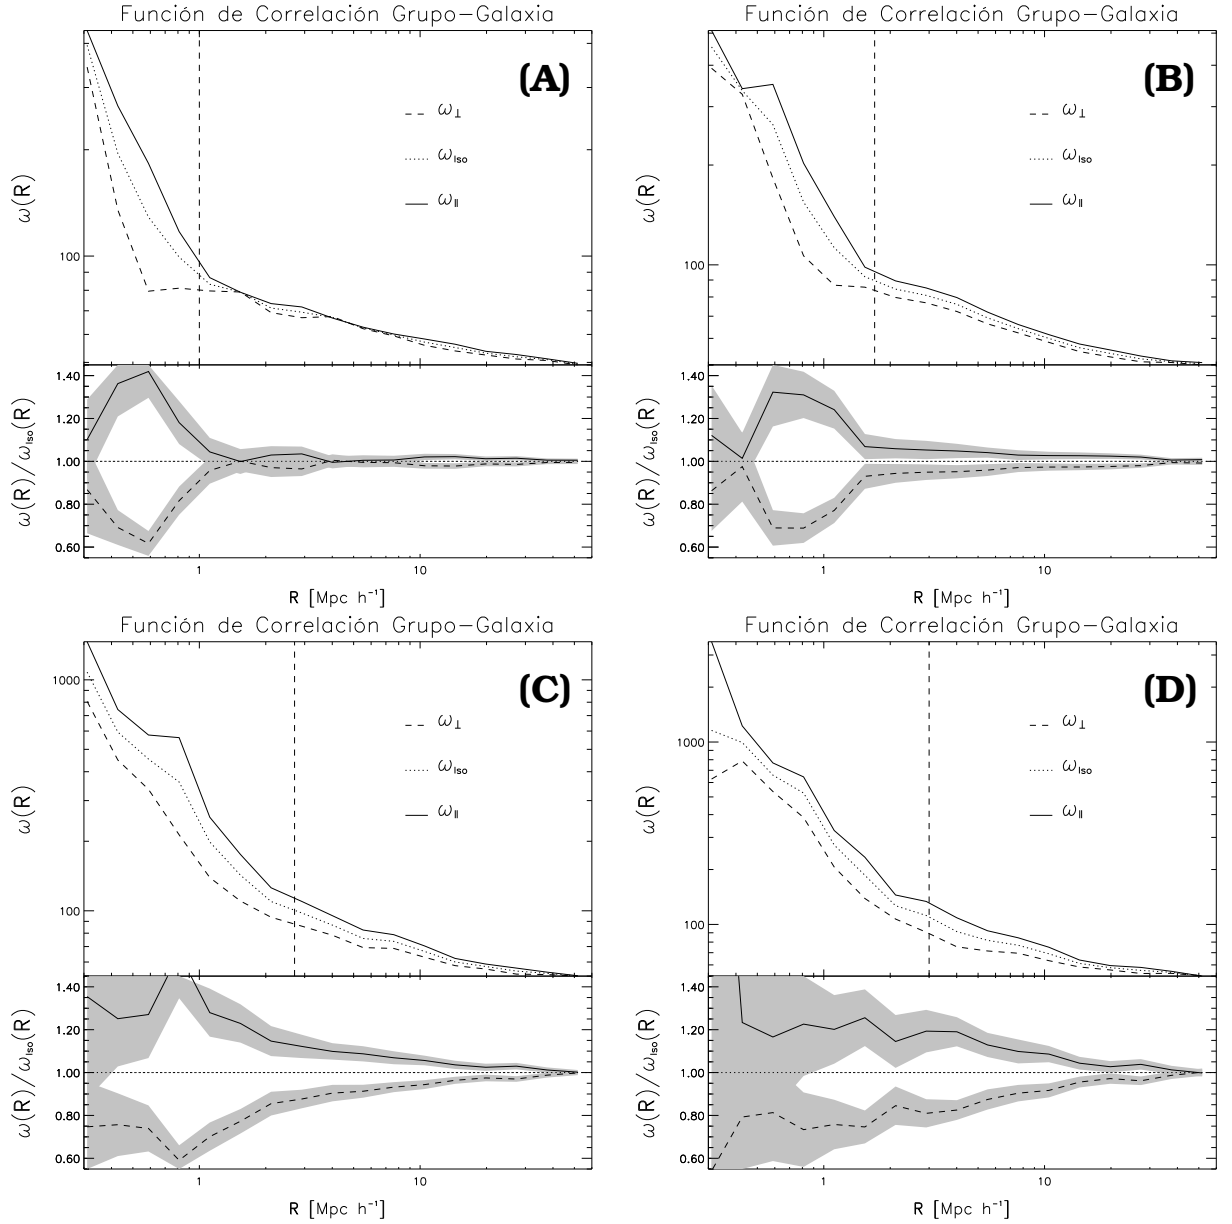 Función de Correlación Grupo-Galaxia
(A)
ω⊥
ωIso
ω||
ω(R)
100
ω(R)/ωIso(R)
1.40
1.20
1.00
0.80
0.60
1 10
R [Mpc h⁻¹]
Función de Correlación Grupo-Galaxia
(B)
ω⊥
ωIso
ω||
ω(R)
100
ω(R)/ωIso(R)
1.40
1.20
1.00
0.80
0.60
1 10
R [Mpc h⁻¹]
Función de Correlación Grupo-Galaxia
(C)
ω⊥
ωIso
ω||
ω(R)
1000
100
ω(R)/ωIso(R)
1.40
1.20
1.00
0.80
0.60
1 10
R [Mpc h⁻¹]
Función de Correlación Grupo-Galaxia
(D)
ω⊥
ωIso
ω||
ω(R)
1000
100
ω(R)/ωIso(R)
1.40
1.20
1.00
0.80
0.60
1 10
R [Mpc h⁻¹]